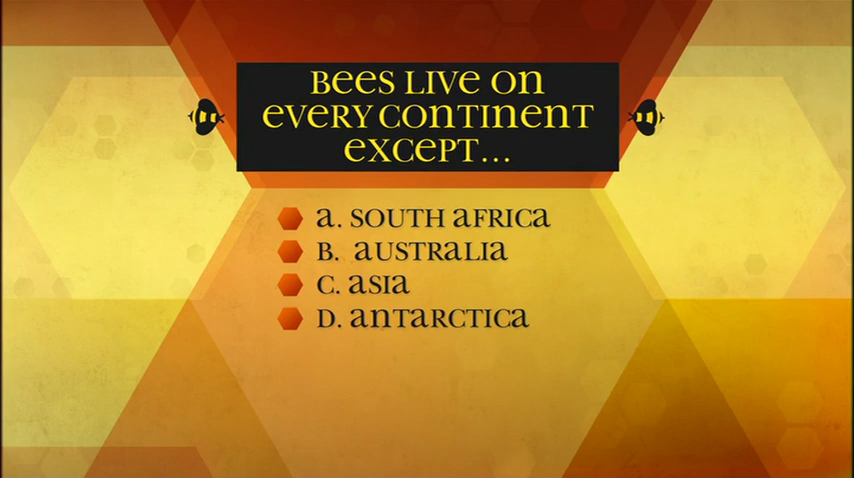 Bees Live on
every continent
except...
a. South Africa
B. Australia
C. Asia
D. Antarctica